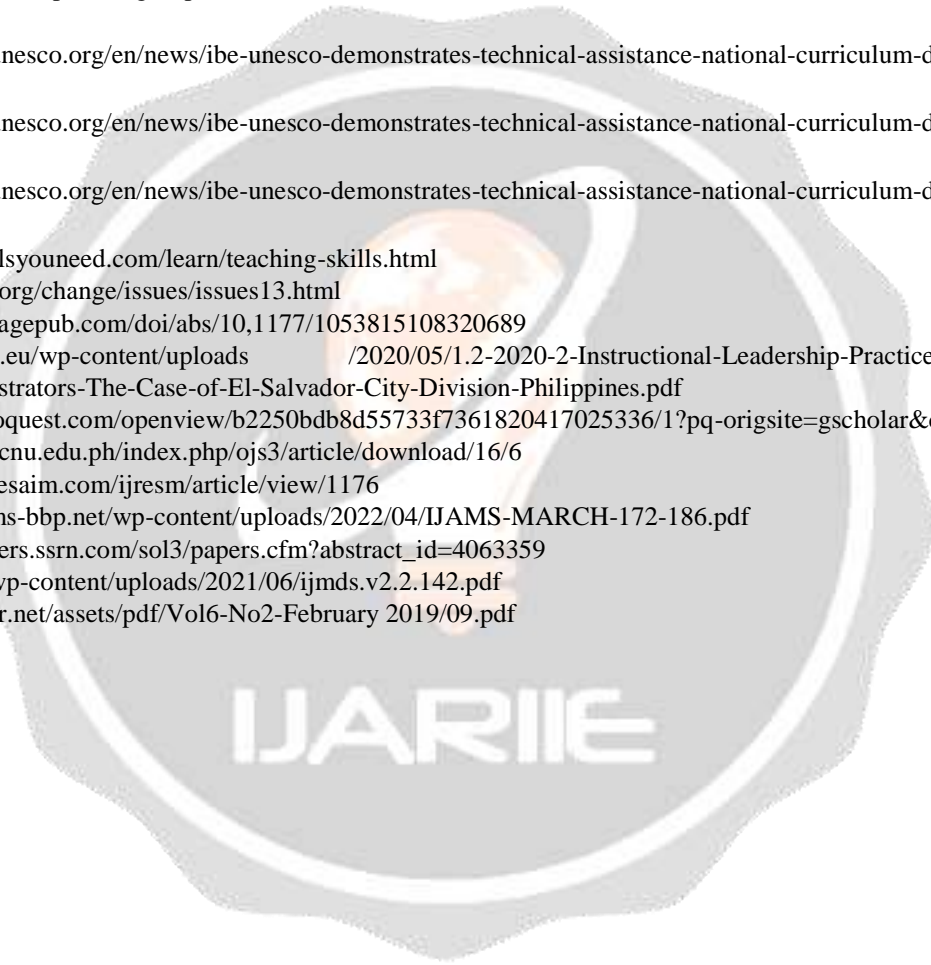 nesco.org/en/news/ibe-unesco-demonstrates-technical-assistance-national-curriculum-d
nesco.org/en/news/ibe-unesco-demonstrates-technical-assistance-national-curriculum-d
nesco.org/en/news/ibe-unesco-demonstrates-technical-assistance-national-curriculum-d
lsyouneed.com/learn/teaching-skills.html
org/change/issues/issues13.html
agepub.com/doi/abs/10,1177/1053815108320689
.eu/wp-content/uploads /2020/05/1.2-2020-2-Instructional-Leadership-Practice
strators-The-Case-of-El-Salvador-City-Division-Philippines.pdf
oquest.com/openview/b2250bdb8d55733f7361820417025336/1?pq-origsite=gscholar&c
cnu.edu.ph/index.php/ojs3/article/download/16/6
esaim.com/ijresm/article/view/1176
ns-bbp.net/wp-content/uploads/2022/04/IJAMS-MARCH-172-186.pdf
ers.ssrn.com/sol3/papers.cfm?abstract_id=4063359
wp-content/uploads/2021/06/ijmds.v2.2.142.pdf
r.net/assets/pdf/Vol6-No2-February 2019/09.pdf
IJARIIE